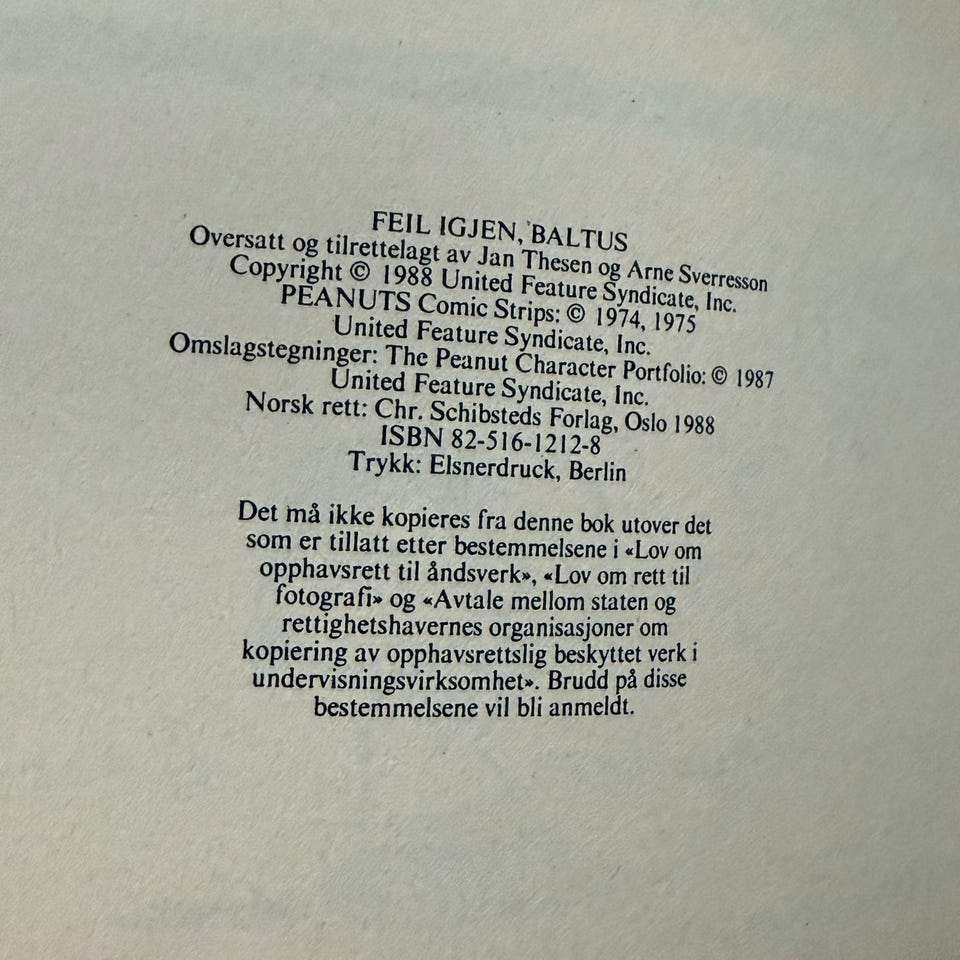 FEIL IGJEN, BALTUS
Oversatt og tilrettelagt av Jan Thesen og Arne Sverresson
Copyright © 1988 United Feature Syndicate, Inc.
PEANUTS Comic Strips: © 1974, 1975
United Feature Syndicate, Inc.
Omslagstegninger: The Peanut Character Portfolio: © 1987
United Feature Syndicate, Inc.
Norsk rett: Chr. Schibsteds Forlag, Oslo 1988
ISBN 82-516-1212-8
Trykk: Elsnerdruck, Berlin
Det må ikke kopieres fra denne bok utover det
som er tillatt etter bestemmelsene i «Lov om
opphavsrett til åndsverk», «Lov om rett til
fotografi» og «Avtale mellom staten og
rettighetshavernes organisasjoner om
kopiering av opphavsrettslig beskyttet verk i
undervisningsvirksomhet». Brudd på disse
bestemmelsene vil bli anmeldt.